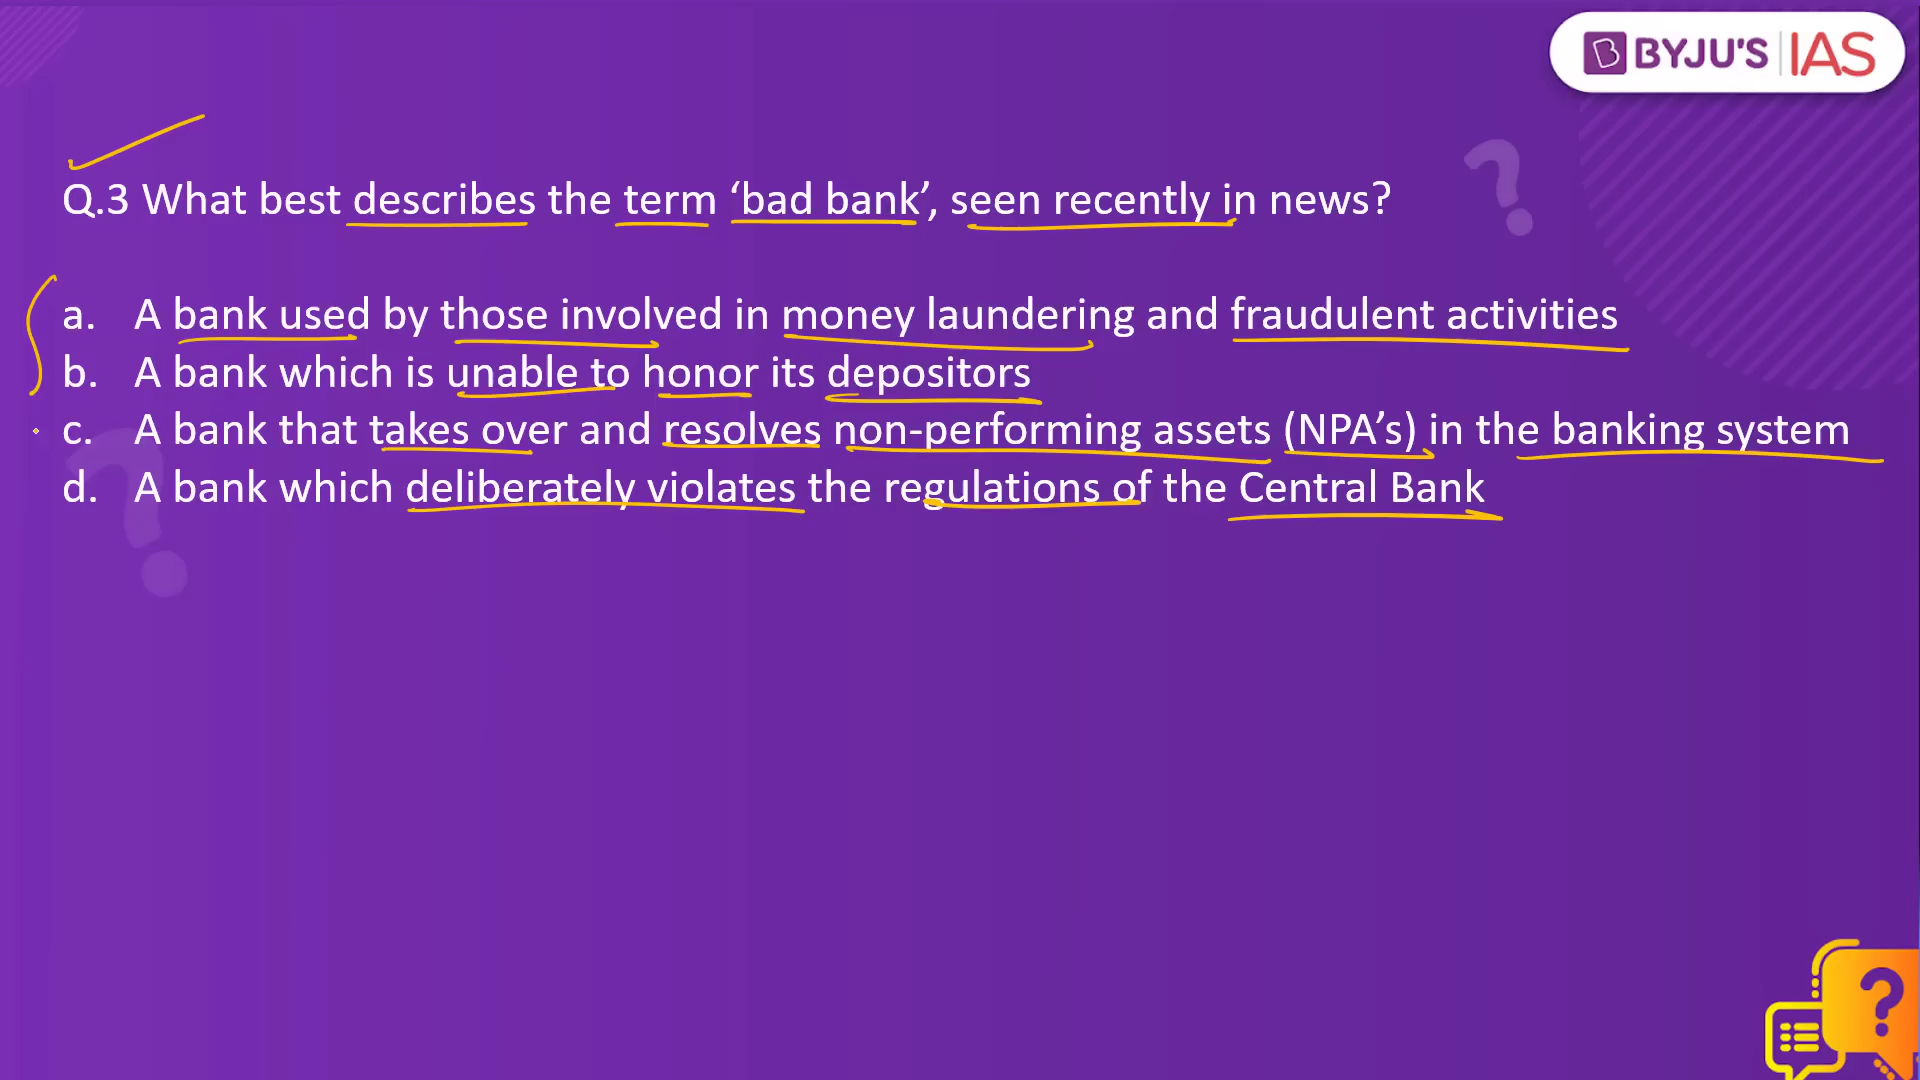 BYJU'S IAS
Q.3 What best describes the term ‘bad bank’, seen recently in news?
a. A bank used by those involved in money laundering and fraudulent activities
b. A bank which is unable to honor its depositors
c. A bank that takes over and resolves non-performing assets (NPA’s) in the banking system
d. A bank which deliberately violates the regulations of the Central Bank